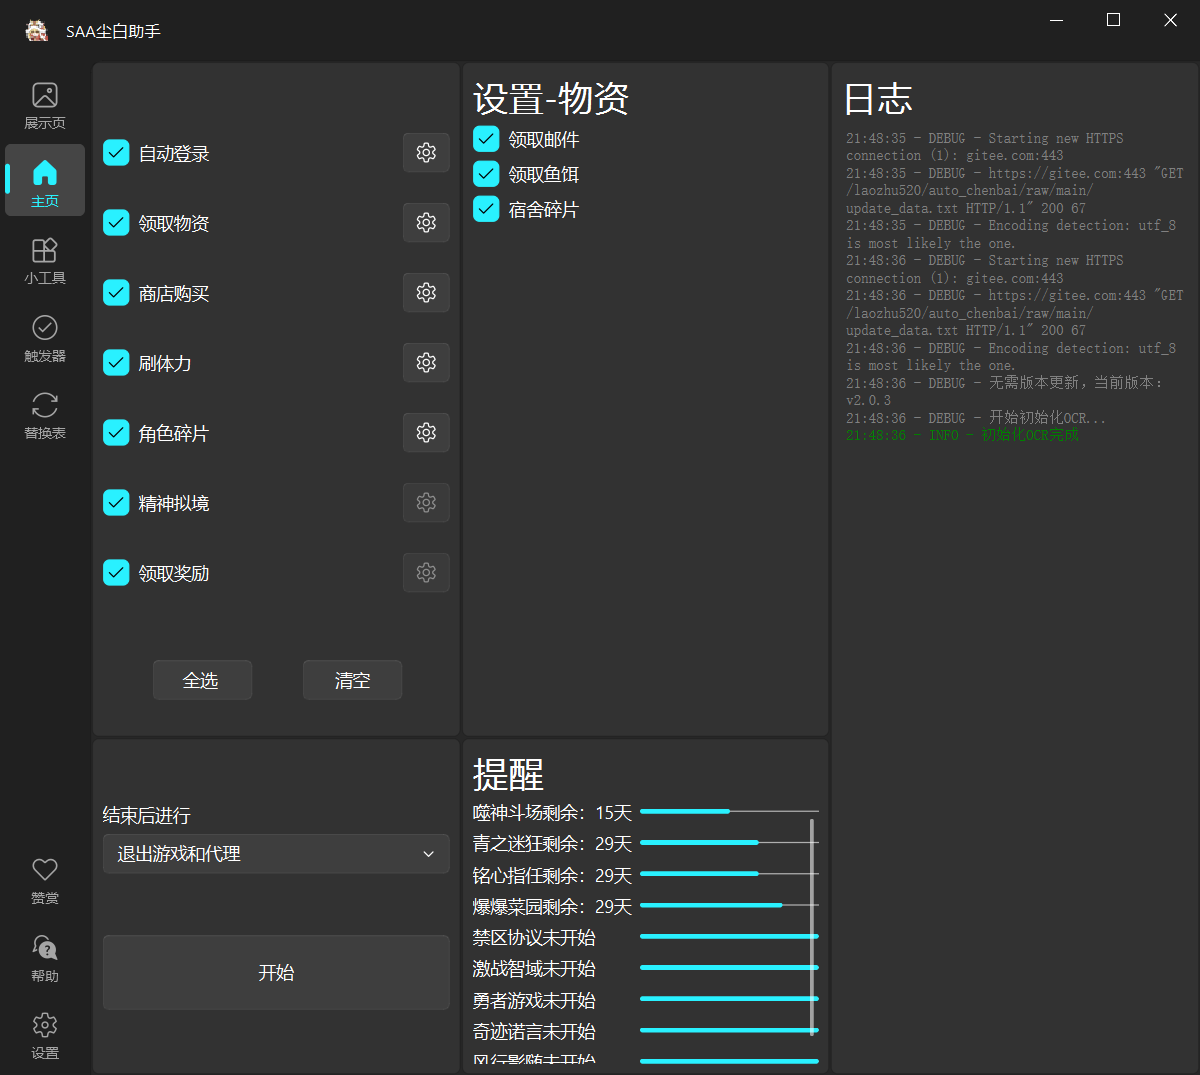 SAA尘白助手
展示页
主页
小工具
触发器
替换表
赞赏
帮助
设置
自动登录
领取物资
商店购买
刷体力
角色碎片
精神拟境
领取奖励
全选
清空
结束后进行
退出游戏和代理
开始
设置-物资
领取邮件
领取鱼饵
宿舍碎片
提醒
噬神斗场剩余：15天
青之迷狂剩余：29天
铭心指任剩余：29天
爆爆菜园剩余：29天
禁区协议未开始
激战智域未开始
勇者游戏未开始
奇迹诺言未开始
风行影随未开始
日志
21:48:35 - DEBUG - Starting new HTTPS
connection (1): gitee.com:443
21:48:35 - DEBUG - https://gitee.com:443 "GET
/laozhu520/auto_chenbai/raw/main/
update_data.txt HTTP/1.1" 200 67
21:48:35 - DEBUG - Encoding detection: utf_8
is most likely the one.
21:48:36 - DEBUG - Starting new HTTPS
connection (1): gitee.com:443
21:48:36 - DEBUG - https://gitee.com:443 "GET
/laozhu520/auto_chenbai/raw/main/
update_data.txt HTTP/1.1" 200 67
21:48:36 - DEBUG - Encoding detection: utf_8
is most likely the one.
21:48:36 - DEBUG - 无需版本更新，当前版本：
v2.0.3
21:48:36 - DEBUG - 开始初始化OCR...
21:48:36 - INFO - 初始化OCR完成